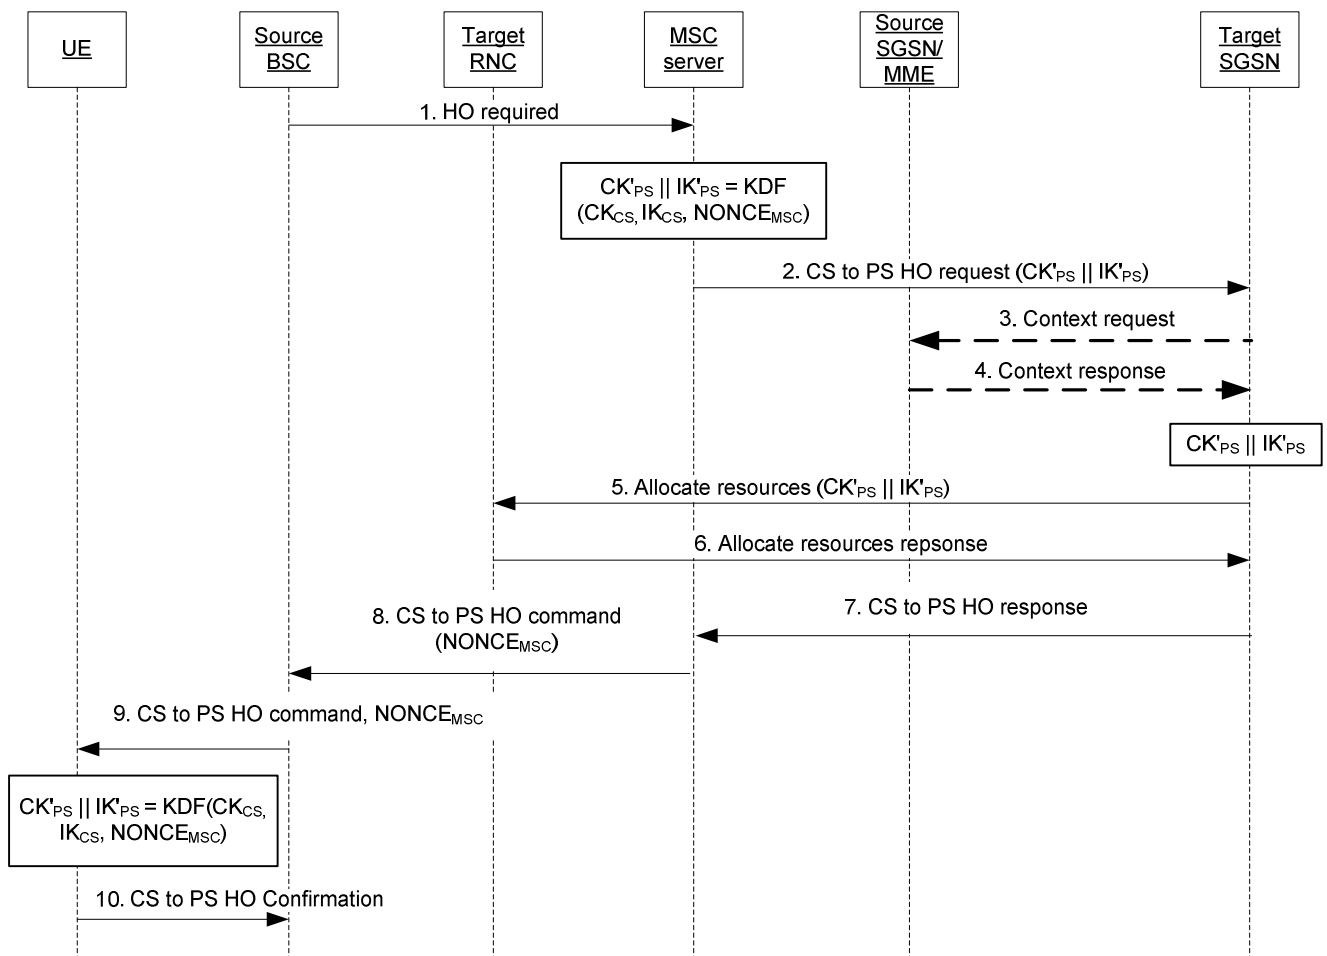 UE
Source
BSC
Target
RNC
MSC
server
Source
SGSN/
MME
Target
SGSN
1. HO required
CK'PS || IK'PS = KDF
(CKCS, IKCS, NONCEMSC)
2. CS to PS HO request (CK'PS || IK'PS)
3. Context request
4. Context response
CK'PS || IK'PS
5. Allocate resources (CK'PS || IK'PS)
6. Allocate resources repsonse
7. CS to PS HO response
8. CS to PS HO command
(NONCEMSC)
9. CS to PS HO command, NONCEMSC
CK'PS || IK'PS = KDF(CKCS,
IKCS, NONCEMSC)
10. CS to PS HO Confirmation